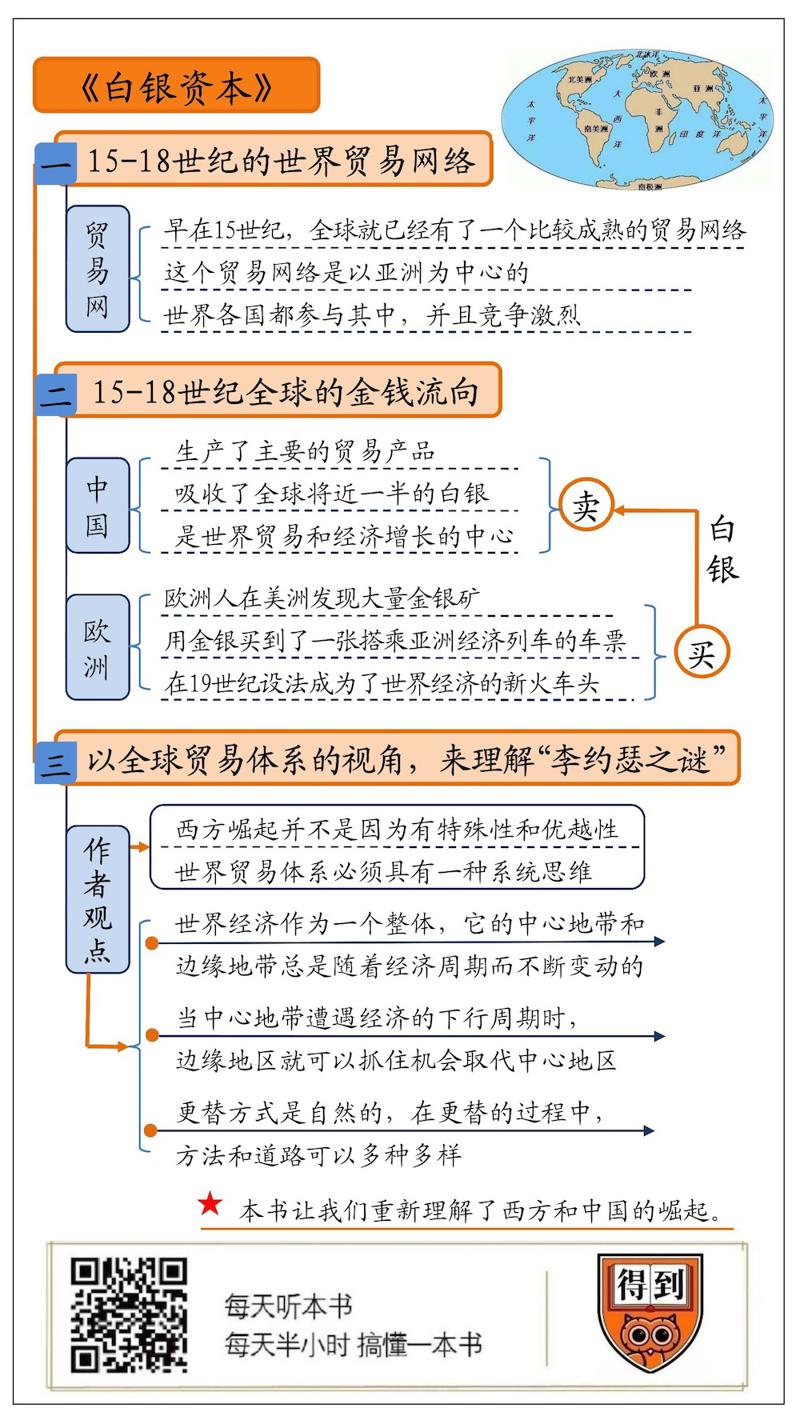 《白银资本》
北冰洋
北美洲
欧洲
亚洲
大西洋
太平洋
非洲
太平洋
南美洲
印度洋
南极洲
一 15-18世纪的世界贸易网络
贸易网
早在15世纪，全球就已经有了一个比较成熟的贸易网络
这个贸易网络是以亚洲为中心的
世界各国都参与其中，并且竞争激烈
二 15-18世纪全球的金钱流向
中国
生产了主要的贸易产品
吸收了全球将近一半的白银
是世界贸易和经济增长的中心
卖
白银
欧洲
欧洲人在美洲发现大量金银矿
用金银买到了一张搭乘亚洲经济列车的车票
在19世纪设法成为了世界经济的新火车头
买
三 以全球贸易体系的视角，来理解“李约瑟之谜”
作者观点
西方崛起并不是因为有特殊性和优越性
世界贸易体系必须具有一种系统思维
世界经济作为一个整体，它的中心地带和
边缘地带总是随着经济周期而不断变动的
当中心地带遭遇经济的下行周期时，
边缘地区就可以抓住机会取代中心地区
更替方式是自然的，在更替的过程中，
方法和道路可以多种多样
★ 本书让我们重新理解了西方和中国的崛起。
每天听本书
每天半小时 搞懂一本书
得到